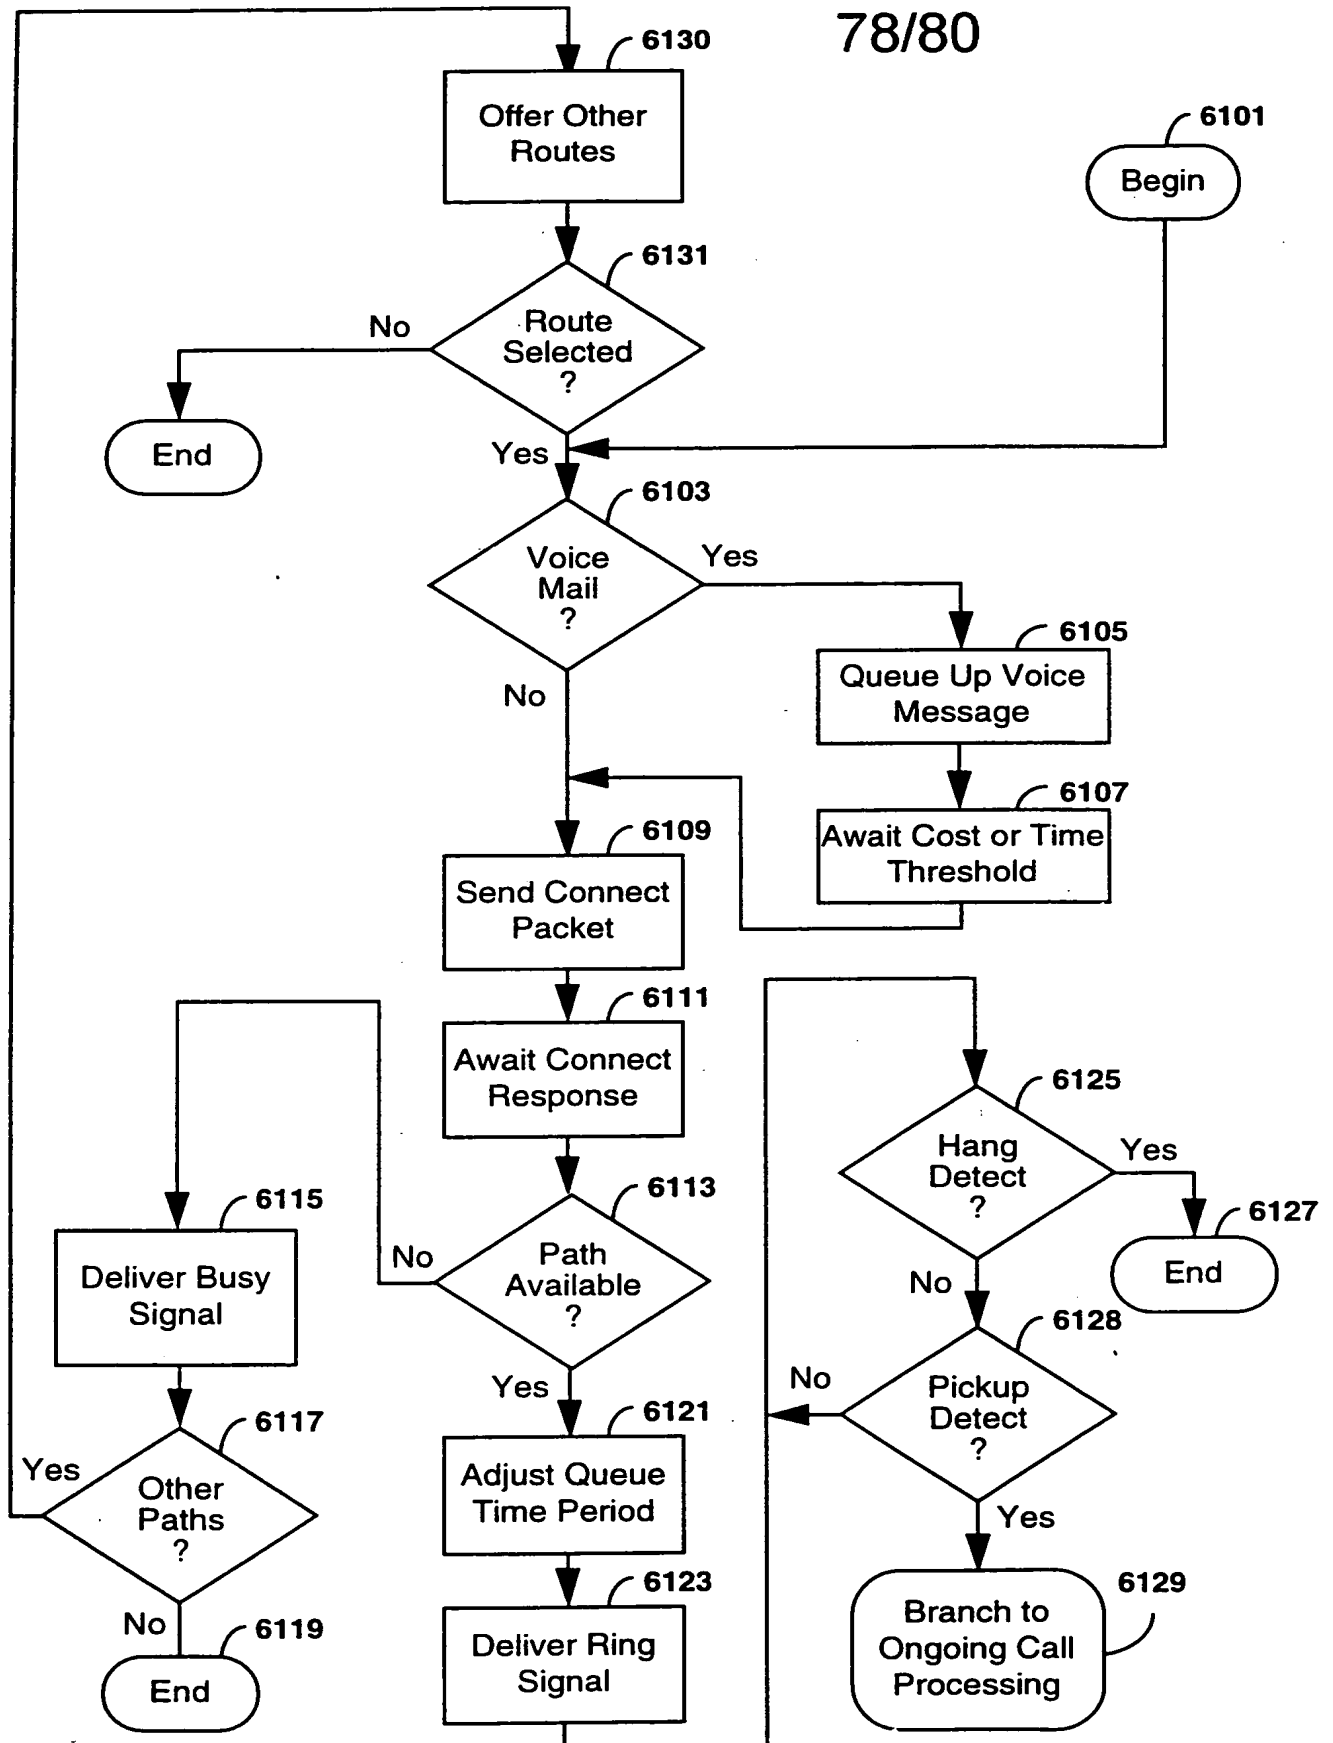 78/80
6130
Offer Other
Routes
6101
Begin
6131
Route
Selected
?
No
End
Yes
6103
Voice
Mail
?
Yes
No
6105
Queue Up Voice
Message
6107
Await Cost or Time
Threshold
6109
Send Connect
Packet
6111
Await Connect
Response
6113
Path
Available
?
No
Yes
6115
Deliver Busy
Signal
6117
Other
Paths
?
Yes
No
6119
End
6121
Adjust Queue
Time Period
6123
Deliver Ring
Signal
6125
Hang
Detect
?
Yes
6127
End
No
6128
Pickup
Detect
?
No
Yes
6129
Branch to
Ongoing Call
Processing